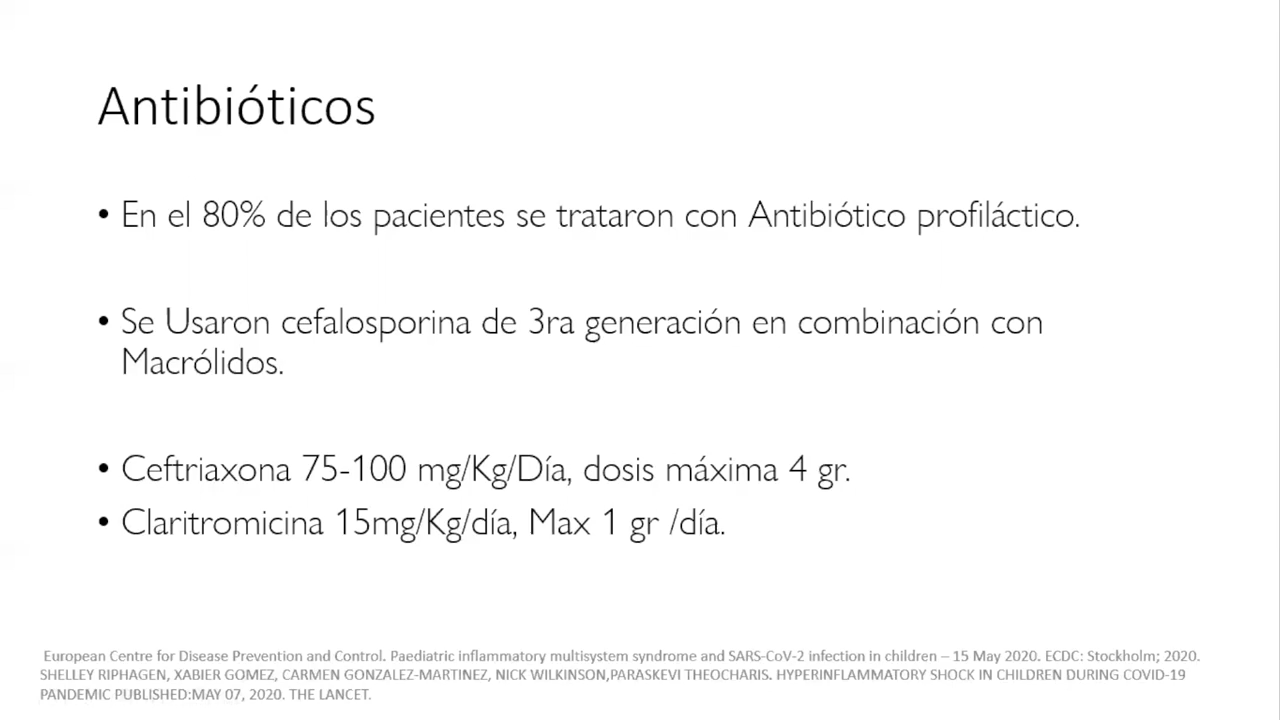 Antibióticos
• En el 80% de los pacientes se trataron con Antibiótico profiláctico.
• Se Usaron cefalosporina de 3ra generación en combinación con
Macrólidos.
• Ceftriaxona 75-100 mg/Kg/Día, dosis máxima 4 gr.
• Claritromicina 15mg/Kg/día, Max 1 gr /día.
European Centre for Disease Prevention and Control. Paediatric inflammatory multisystem syndrome and SARS-CoV-2 infection in children – 15 May 2020. ECDC: Stockholm; 2020.
SHELLEY RIPHAGEN, XABIER GOMEZ, CARMEN GONZALEZ-MARTINEZ, NICK WILKINSON,PARASKEVI THEOCHARIS. HYPERINFLAMMATORY SHOCK IN CHILDREN DURING COVID-19
PANDEMIC PUBLISHED:MAY 07, 2020. THE LANCET.